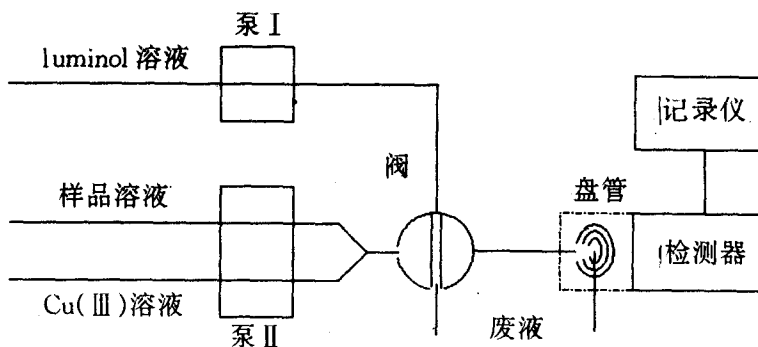 泵Ⅰ
luminol 溶液
记录仪
阀
样品溶液
盘管
检测器
Cu(Ⅲ)溶液
泵Ⅱ
废液